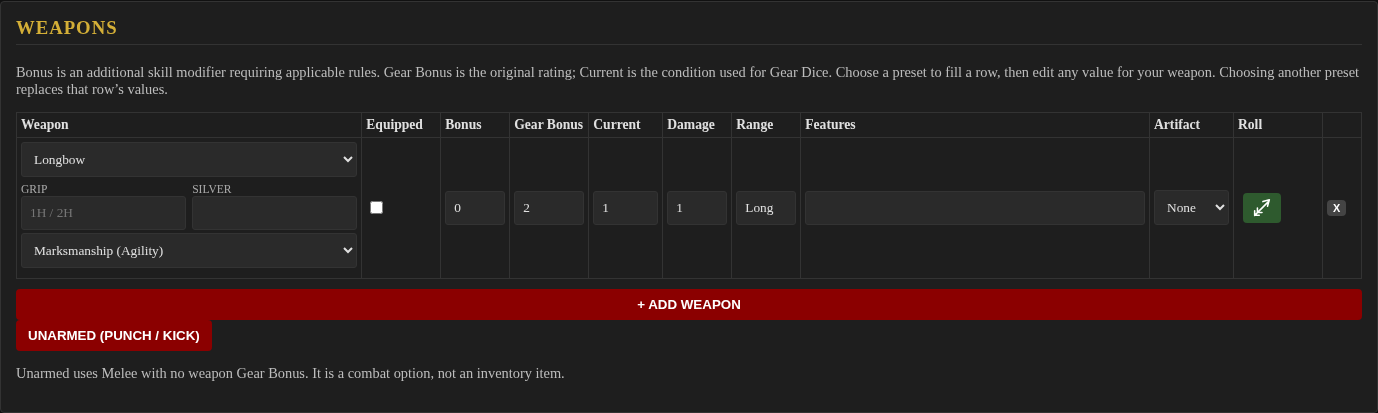 WEAPONS
Bonus is an additional skill modifier requiring applicable rules. Gear Bonus is the original rating; Current is the condition used for Gear Dice. Choose a preset to fill a row, then edit any value for your weapon. Choosing another preset
replaces that row’s values.
Weapon Equipped Bonus Gear Bonus Current Damage Range Features Artifact Roll
Longbow
GRIP SILVER
1H / 2H 0 2 1 1 Long None X
Marksmanship (Agility)
+ ADD WEAPON
UNARMED (PUNCH / KICK)
Unarmed uses Melee with no weapon Gear Bonus. It is a combat option, not an inventory item.